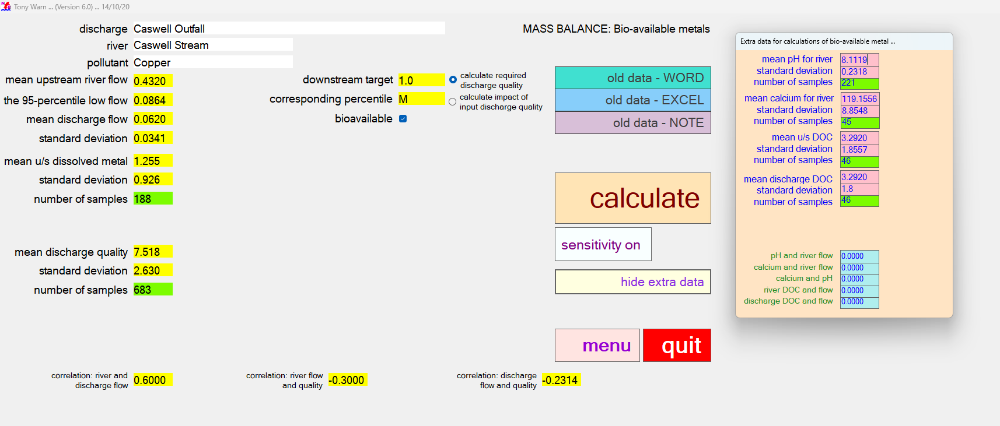 Tony Warn ... (Version 6.0) ... 14/10/20
discharge Caswell Outfall
river Caswell Stream
pollutant Copper
MASS BALANCE: Bio-available metals
mean upstream river flow 0.4320
the 95-percentile low flow 0.0864
mean discharge flow 0.0620
standard deviation 0.0341
mean u/s dissolved metal 1.255
standard deviation 0.926
number of samples 188
mean discharge quality 7.518
standard deviation 2.630
number of samples 683
downstream target 1.0
corresponding percentile M
bioavailable
calculate required
discharge quality
calculate impact of
input discharge quality
old data - WORD
old data - EXCEL
old data - NOTE
calculate
sensitivity on
hide extra data
menu
quit
correlation: river and
discharge flow
0.6000
correlation: river flow
and quality
-0.3000
correlation: discharge
flow and quality
-0.2314
Extra data for calculations of bio-available metal ...
mean pH for river 8.1119
standard deviation 0.2318
number of samples 221
mean calcium for river 119.1556
standard deviation 8.8548
number of samples 45
mean u/s DOC 3.2920
standard deviation 1.8557
number of samples 46
mean discharge DOC 3.2920
standard deviation 1.8
number of samples 46
pH and river flow 0.0000
calcium and river flow 0.0000
calcium and pH 0.0000
river DOC and flow 0.0000
discharge DOC and flow 0.0000